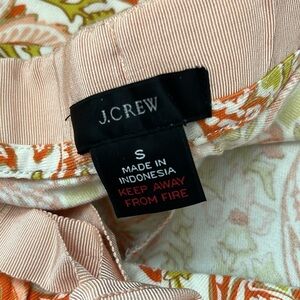 J.CREW
S
MADE IN
INDONESIA
KEEP AWAY
FROM FIRE